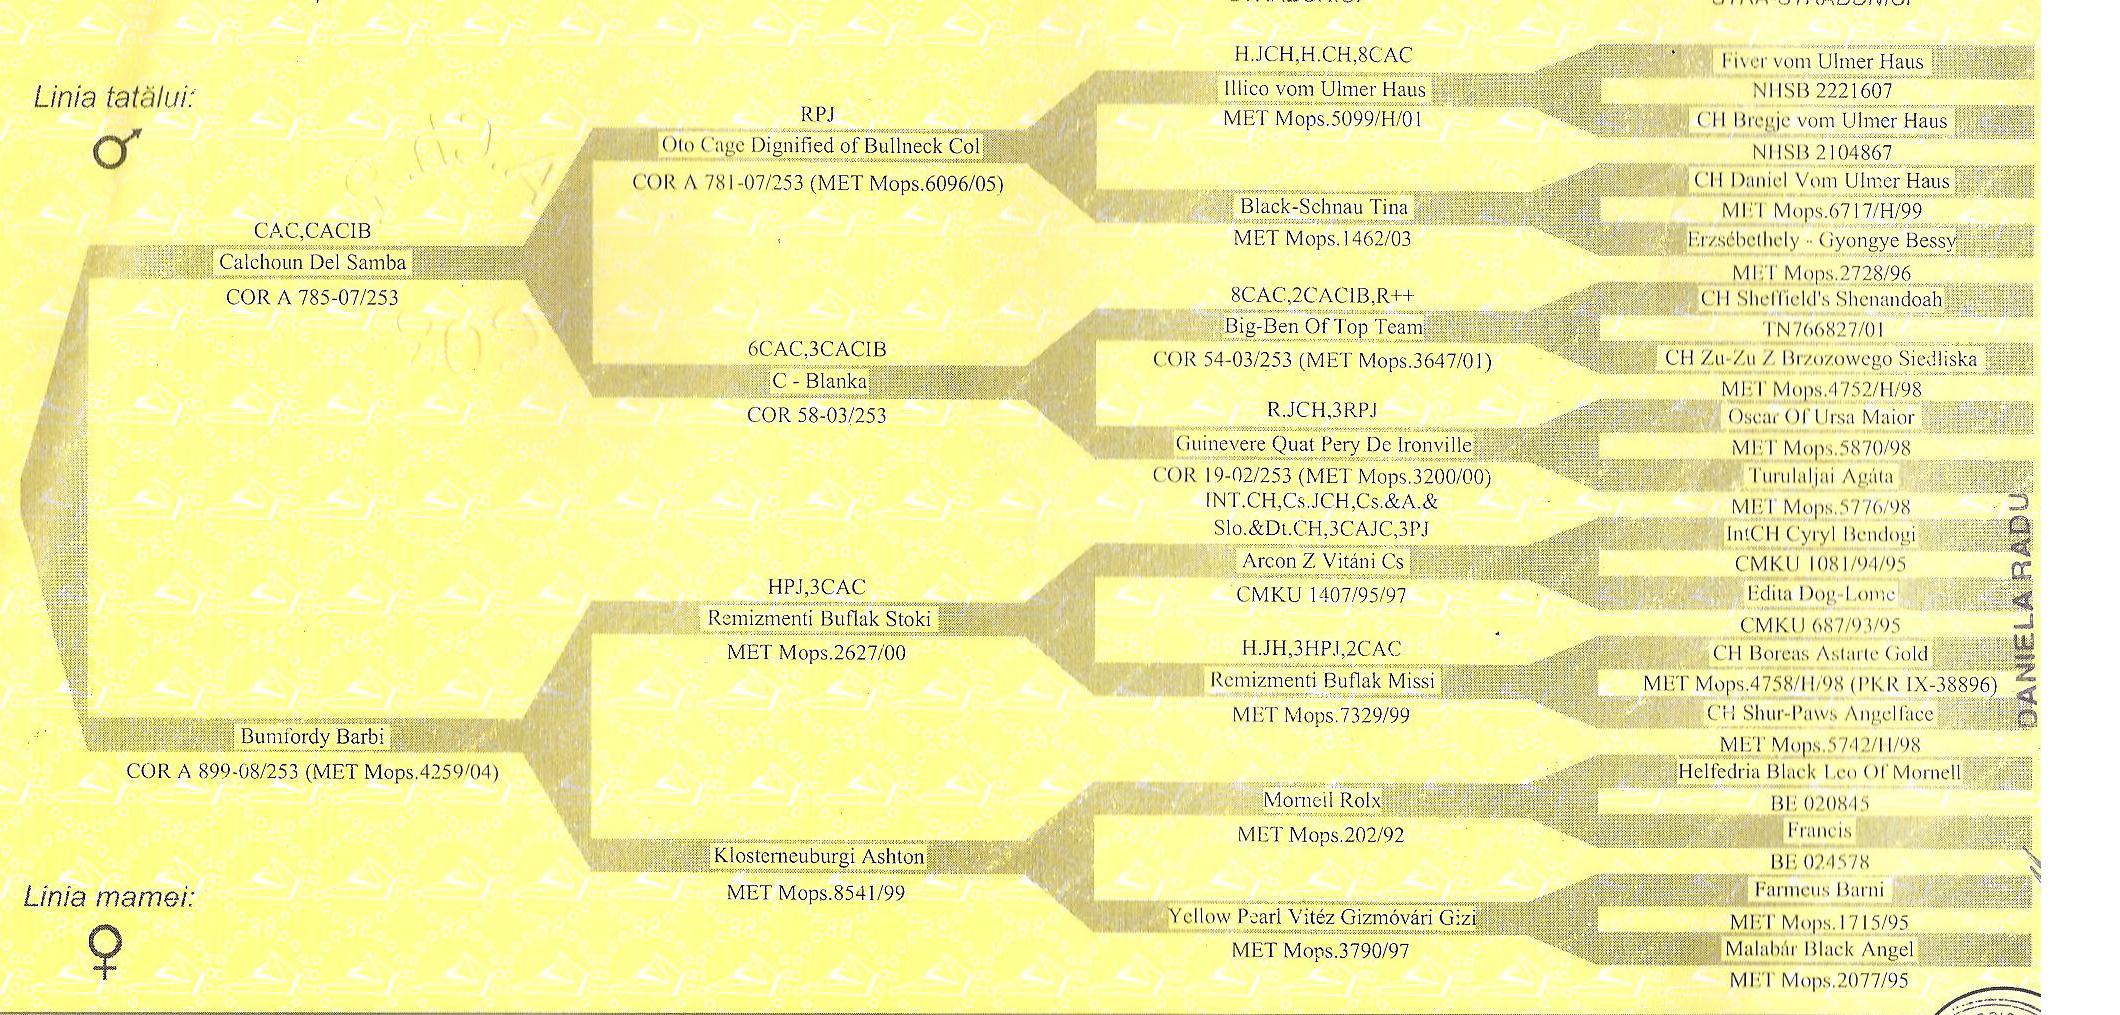 Linia tatălui:
CAC,CACIB
Calchoun Del Samba
COR A 785-07/253
Bumfordy Barbi
COR A 899-08/253 (MET Mops.4259/04)
Linia mamei:
RPJ
Oto Cage Dignified of Bullneck Col
COR A 781-07/253 (MET Mops.6096/05)
6CAC,3CACIB
C - Blanka
COR 58-03/253
HPJ,3CAC
Remizmenti Buflak Stoki
MET Mops.2627/00
Klosterneuburgi Ashton
MET Mops.8541/99
H.JCH,H.CH,8CAC
Illico vom Ulmer Haus
MET Mops.5099/H/01
Black-Schnau Tina
MET Mops.1462/03
8CAC,2CACIB,R++
Big-Ben Of Top Team
COR 54-03/253 (MET Mops.3647/01)
R.JCH,3RPJ
Guinevere Quat Pery De Ironville
COR 19-02/253 (MET Mops.3200/00)
INT.CH,Cs.JCH,Cs.&A.&
Slo.&Dt.CH,3CAJC,3PJ
Arcon Z Vitáni Cs
CMKU 1407/95/97
H.JH,3HPJ,2CAC
Remizmenti Buflak Missi
MET Mops.7329/99
Morneil Rolx
MET Mops.202/92
Yellow Pearl Vitéz Gizmóvári Gizi
MET Mops.3790/97
Fiver vom Ulmer Haus
NHSB 2221607
CH Bregje vom Ulmer Haus
NHSB 2104867
CH Daniel Vom Ulmer Haus
MET Mops.6717/H/99
Erzsébethely - Gyongye Bessy
MET Mops.2728/96
CH Sheffield's Shenandoah
TN766827/01
CH Zu-Zu Z Brzozowego Siedliska
MET Mops.4752/H/98
Oscar Of Ursa Maior
MET Mops.5870/98
Turulaljai Agáta
MET Mops.5776/98
IntCH Cyryl Bendogi
CMKU 1081/94/95
Edita Dog-Lome
CMKU 687/93/95
CH Boreas Astarte Gold
MET Mops.4758/H/98 (PKR IX-38896)
CH Shur-Paws Angelface
MET Mops.5742/H/98
Helfedria Black Leo Of Mornell
BE 020845
Francis
BE 024578
Farmeus Barni
MET Mops.1715/95
Malabár Black Angel
MET Mops.2077/95
DANIELA RADU